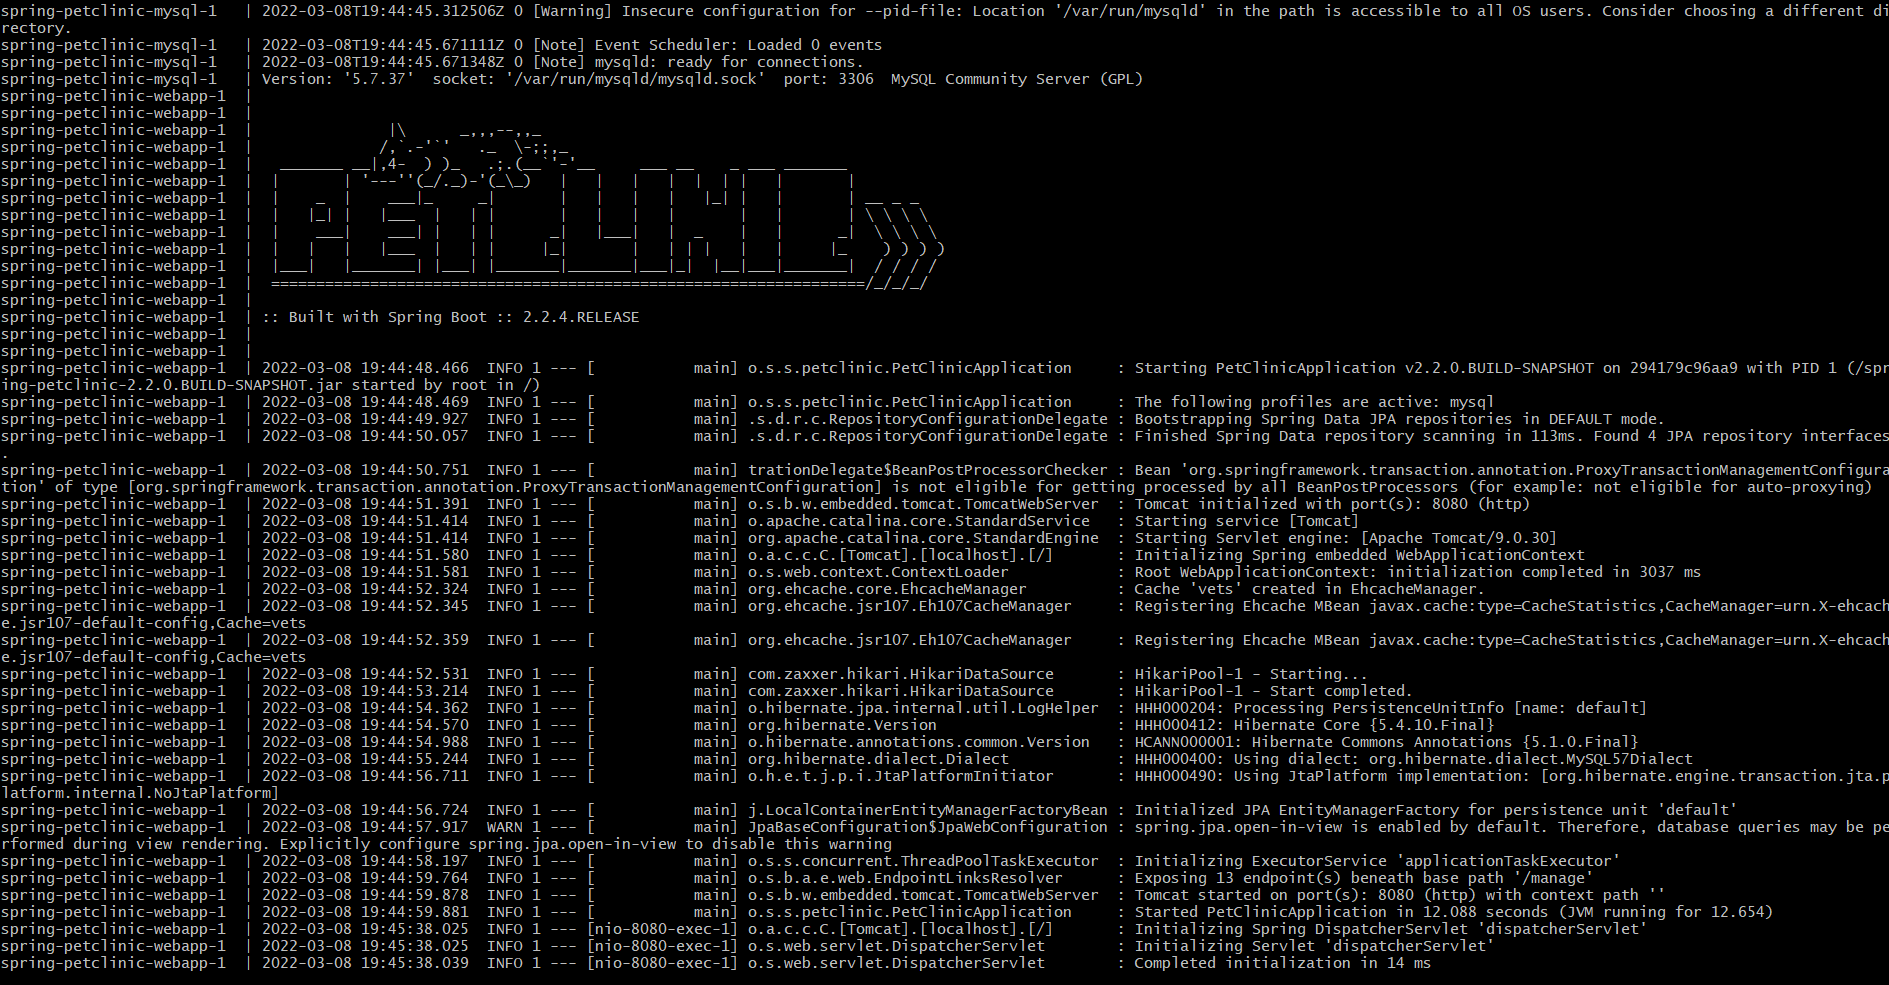 spring-petclinic-mysql-1   | 2022-03-08T19:44:45.312506Z 0 [Warning] Insecure configuration for --pid-file: Location '/var/run/mysqld' in the path is accessible to all OS users. Consider choosing a different di
rectory.
spring-petclinic-mysql-1   | 2022-03-08T19:44:45.671111Z 0 [Note] Event Scheduler: Loaded 0 events
spring-petclinic-mysql-1   | 2022-03-08T19:44:45.671348Z 0 [Note] mysqld: ready for connections.
spring-petclinic-mysql-1   | Version: '5.7.37'  socket: '/var/run/mysqld/mysqld.sock'  port: 3306  MySQL Community Server (GPL)
spring-petclinic-webapp-1  |
spring-petclinic-webapp-1  |
spring-petclinic-webapp-1  |               |\      _,,,--,,_
spring-petclinic-webapp-1  |              /,`.-'`'   ._  \-;;,_
spring-petclinic-webapp-1  |   _______ __|,4-  ) )_   .;.(__`'-'__     ___ __    _ ___ _______
spring-petclinic-webapp-1  |  |       | '---''(_/._)-'(_\_)   |   |   |   |  |  | |   |       |
spring-petclinic-webapp-1  |  |    _  |    ___|_     _|       |   |   |   |   |_| |   |       | __ _ _
spring-petclinic-webapp-1  |  |   |_| |   |___  |   | |       |   |   |   |       |   |       | \ \ \ \
spring-petclinic-webapp-1  |  |    ___|    ___| |   | |      _|   |___|   |  _    |   |      _|  \ \ \ \
spring-petclinic-webapp-1  |  |   |   |   |___  |   | |     |_|       |   | | |   |   |     |_    ) ) ) )
spring-petclinic-webapp-1  |  |___|   |_______| |___| |_______|_______|___|_|  |__|___|_______|  / / / /
spring-petclinic-webapp-1  |  ==================================================================/_/_/_/
spring-petclinic-webapp-1  |
spring-petclinic-webapp-1  | :: Built with Spring Boot :: 2.2.4.RELEASE
spring-petclinic-webapp-1  |
spring-petclinic-webapp-1  |
spring-petclinic-webapp-1  | 2022-03-08 19:44:48.466  INFO 1 --- [           main] o.s.s.petclinic.PetClinicApplication     : Starting PetClinicApplication v2.2.0.BUILD-SNAPSHOT on 294179c96aa9 with PID 1 (/spr
ing-petclinic-2.2.0.BUILD-SNAPSHOT.jar started by root in /)
spring-petclinic-webapp-1  | 2022-03-08 19:44:48.469  INFO 1 --- [           main] o.s.s.petclinic.PetClinicApplication     : The following profiles are active: mysql
spring-petclinic-webapp-1  | 2022-03-08 19:44:49.927  INFO 1 --- [           main] .s.d.r.c.RepositoryConfigurationDelegate : Bootstrapping Spring Data JPA repositories in DEFAULT mode.
spring-petclinic-webapp-1  | 2022-03-08 19:44:50.057  INFO 1 --- [           main] .s.d.r.c.RepositoryConfigurationDelegate : Finished Spring Data repository scanning in 113ms. Found 4 JPA repository interfaces
.
spring-petclinic-webapp-1  | 2022-03-08 19:44:50.751  INFO 1 --- [           main] trationDelegate$BeanPostProcessorChecker : Bean 'org.springframework.transaction.annotation.ProxyTransactionManagementConfigura
tion' of type [org.springframework.transaction.annotation.ProxyTransactionManagementConfiguration] is not eligible for getting processed by all BeanPostProcessors (for example: not eligible for auto-proxying)
spring-petclinic-webapp-1  | 2022-03-08 19:44:51.391  INFO 1 --- [           main] o.s.b.w.embedded.tomcat.TomcatWebServer  : Tomcat initialized with port(s): 8080 (http)
spring-petclinic-webapp-1  | 2022-03-08 19:44:51.414  INFO 1 --- [           main] o.apache.catalina.core.StandardService   : Starting service [Tomcat]
spring-petclinic-webapp-1  | 2022-03-08 19:44:51.414  INFO 1 --- [           main] org.apache.catalina.core.StandardEngine  : Starting Servlet engine: [Apache Tomcat/9.0.30]
spring-petclinic-webapp-1  | 2022-03-08 19:44:51.580  INFO 1 --- [           main] o.a.c.c.C.[Tomcat].[localhost].[/]       : Initializing Spring embedded WebApplicationContext
spring-petclinic-webapp-1  | 2022-03-08 19:44:51.581  INFO 1 --- [           main] o.s.web.context.ContextLoader            : Root WebApplicationContext: initialization completed in 3037 ms
spring-petclinic-webapp-1  | 2022-03-08 19:44:52.324  INFO 1 --- [           main] org.ehcache.core.EhcacheManager          : Cache 'vets' created in EhcacheManager.
spring-petclinic-webapp-1  | 2022-03-08 19:44:52.345  INFO 1 --- [           main] org.ehcache.jsr107.Eh107CacheManager     : Registering Ehcache MBean javax.cache:type=CacheStatistics,CacheManager=urn.X-ehcach
e.jsr107-default-config,Cache=vets
spring-petclinic-webapp-1  | 2022-03-08 19:44:52.359  INFO 1 --- [           main] org.ehcache.jsr107.Eh107CacheManager     : Registering Ehcache MBean javax.cache:type=CacheStatistics,CacheManager=urn.X-ehcach
e.jsr107-default-config,Cache=vets
spring-petclinic-webapp-1  | 2022-03-08 19:44:52.531  INFO 1 --- [           main] com.zaxxer.hikari.HikariDataSource       : HikariPool-1 - Starting...
spring-petclinic-webapp-1  | 2022-03-08 19:44:53.214  INFO 1 --- [           main] com.zaxxer.hikari.HikariDataSource       : HikariPool-1 - Start completed.
spring-petclinic-webapp-1  | 2022-03-08 19:44:54.362  INFO 1 --- [           main] o.hibernate.jpa.internal.util.LogHelper  : HHH000204: Processing PersistenceUnitInfo [name: default]
spring-petclinic-webapp-1  | 2022-03-08 19:44:54.570  INFO 1 --- [           main] org.hibernate.Version                    : HHH000412: Hibernate Core {5.4.10.Final}
spring-petclinic-webapp-1  | 2022-03-08 19:44:54.988  INFO 1 --- [           main] o.hibernate.annotations.common.Version   : HCANN000001: Hibernate Commons Annotations {5.1.0.Final}
spring-petclinic-webapp-1  | 2022-03-08 19:44:55.244  INFO 1 --- [           main] org.hibernate.dialect.Dialect            : HHH000400: Using dialect: org.hibernate.dialect.MySQL57Dialect
spring-petclinic-webapp-1  | 2022-03-08 19:44:56.711  INFO 1 --- [           main] o.h.e.t.j.p.i.JtaPlatformInitiator       : HHH000490: Using JtaPlatform implementation: [org.hibernate.engine.transaction.jta.p
latform.internal.NoJtaPlatform]
spring-petclinic-webapp-1  | 2022-03-08 19:44:56.724  INFO 1 --- [           main] j.LocalContainerEntityManagerFactoryBean : Initialized JPA EntityManagerFactory for persistence unit 'default'
spring-petclinic-webapp-1  | 2022-03-08 19:44:57.917  WARN 1 --- [           main] JpaBaseConfiguration$JpaWebConfiguration : spring.jpa.open-in-view is enabled by default. Therefore, database queries may be pe
rformed during view rendering. Explicitly configure spring.jpa.open-in-view to disable this warning
spring-petclinic-webapp-1  | 2022-03-08 19:44:58.197  INFO 1 --- [           main] o.s.s.concurrent.ThreadPoolTaskExecutor  : Initializing ExecutorService 'applicationTaskExecutor'
spring-petclinic-webapp-1  | 2022-03-08 19:44:59.764  INFO 1 --- [           main] o.s.b.a.e.web.EndpointLinksResolver      : Exposing 13 endpoint(s) beneath base path '/manage'
spring-petclinic-webapp-1  | 2022-03-08 19:44:59.878  INFO 1 --- [           main] o.s.b.w.embedded.tomcat.TomcatWebServer  : Tomcat started on port(s): 8080 (http) with context path ''
spring-petclinic-webapp-1  | 2022-03-08 19:44:59.881  INFO 1 --- [           main] o.s.s.petclinic.PetClinicApplication     : Started PetClinicApplication in 12.088 seconds (JVM running for 12.654)
spring-petclinic-webapp-1  | 2022-03-08 19:45:38.025  INFO 1 --- [nio-8080-exec-1] o.a.c.c.C.[Tomcat].[localhost].[/]       : Initializing Spring DispatcherServlet 'dispatcherServlet'
spring-petclinic-webapp-1  | 2022-03-08 19:45:38.025  INFO 1 --- [nio-8080-exec-1] o.s.web.servlet.DispatcherServlet        : Initializing Servlet 'dispatcherServlet'
spring-petclinic-webapp-1  | 2022-03-08 19:45:38.039  INFO 1 --- [nio-8080-exec-1] o.s.web.servlet.DispatcherServlet        : Completed initialization in 14 ms